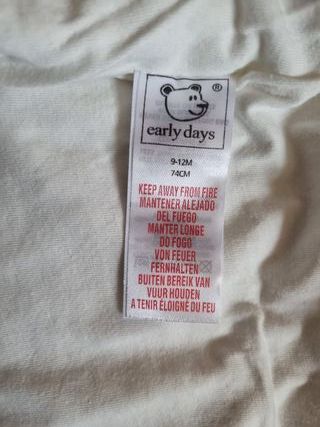 ®
early days
9-12M
74CM
KEEP AWAY FROM FIRE
MANTENER ALEJADO
DEL FUEGO
MANTER LONGE
DO FOGO
VON FEUER
FERNHALTEN
BUITEN BEREIK VAN
VUUR HOUDEN
A TENIR ÉLOIGNÉ DU FEU